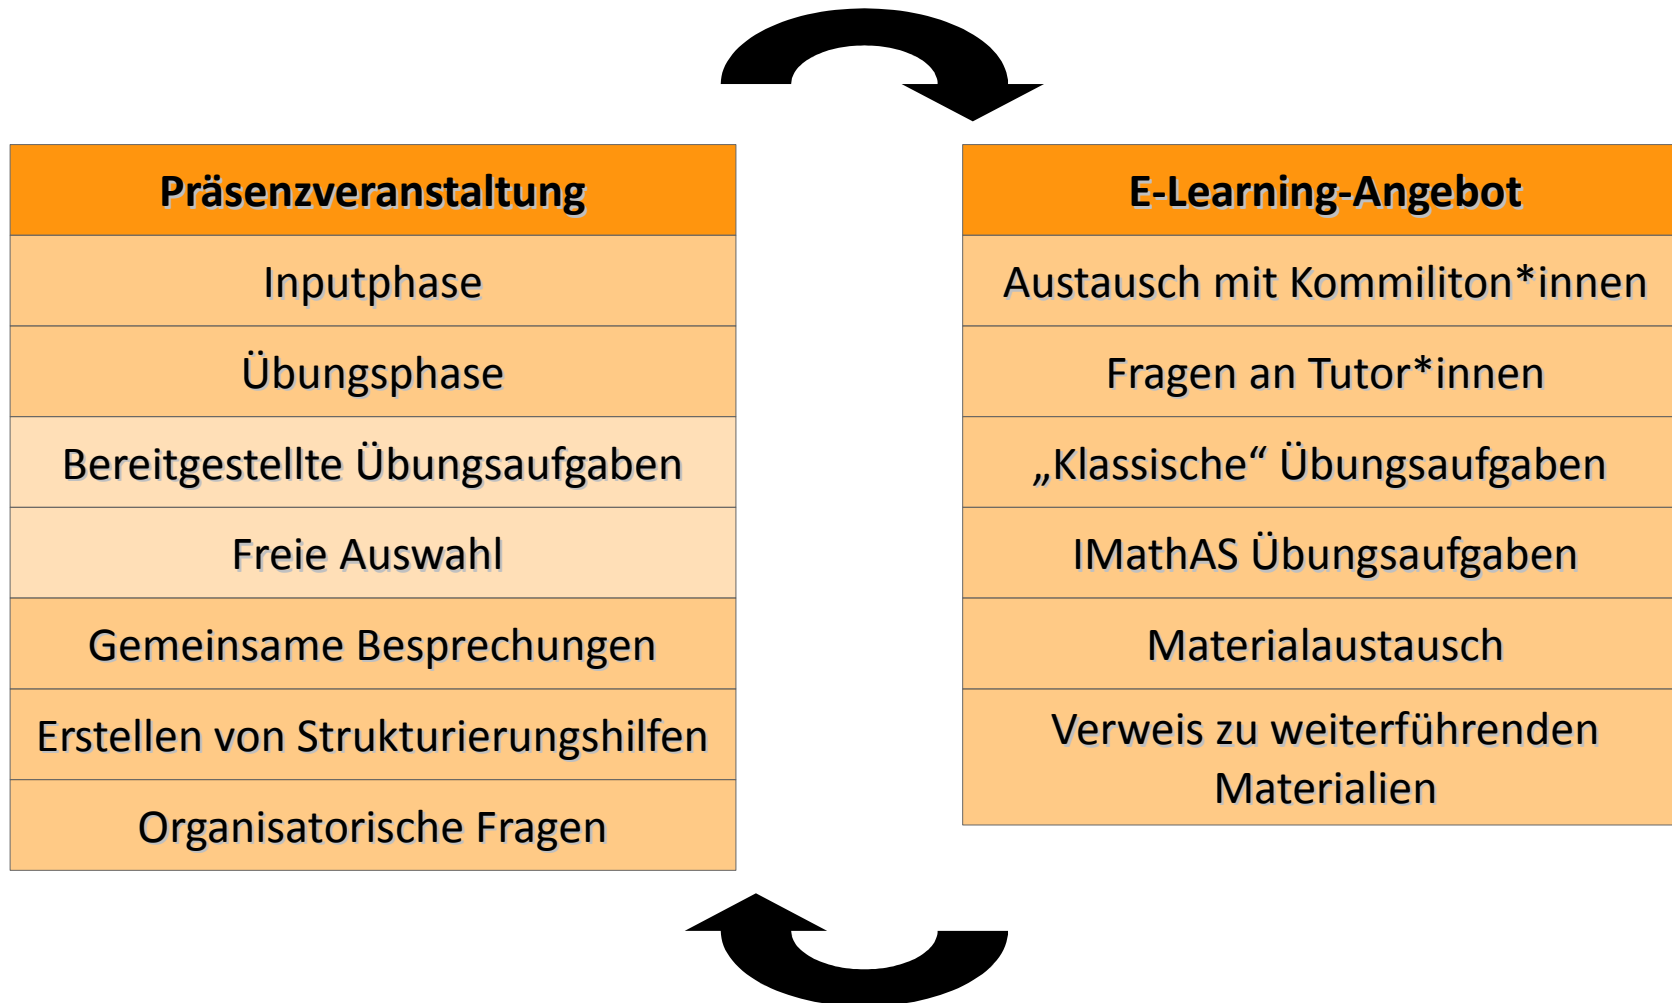 Präsenzveranstaltung
Inputphase
Übungsphase
Bereitgestellte Übungsaufgaben
Freie Auswahl
Gemeinsame Besprechungen
Erstellen von Strukturierungshilfen
Organisatorische Fragen
E-Learning-Angebot
Austausch mit Kommiliton*innen
Fragen an Tutor*innen
„Klassische“ Übungsaufgaben
IMathAS Übungsaufgaben
Materialaustausch
Verweis zu weiterführenden
Materialien